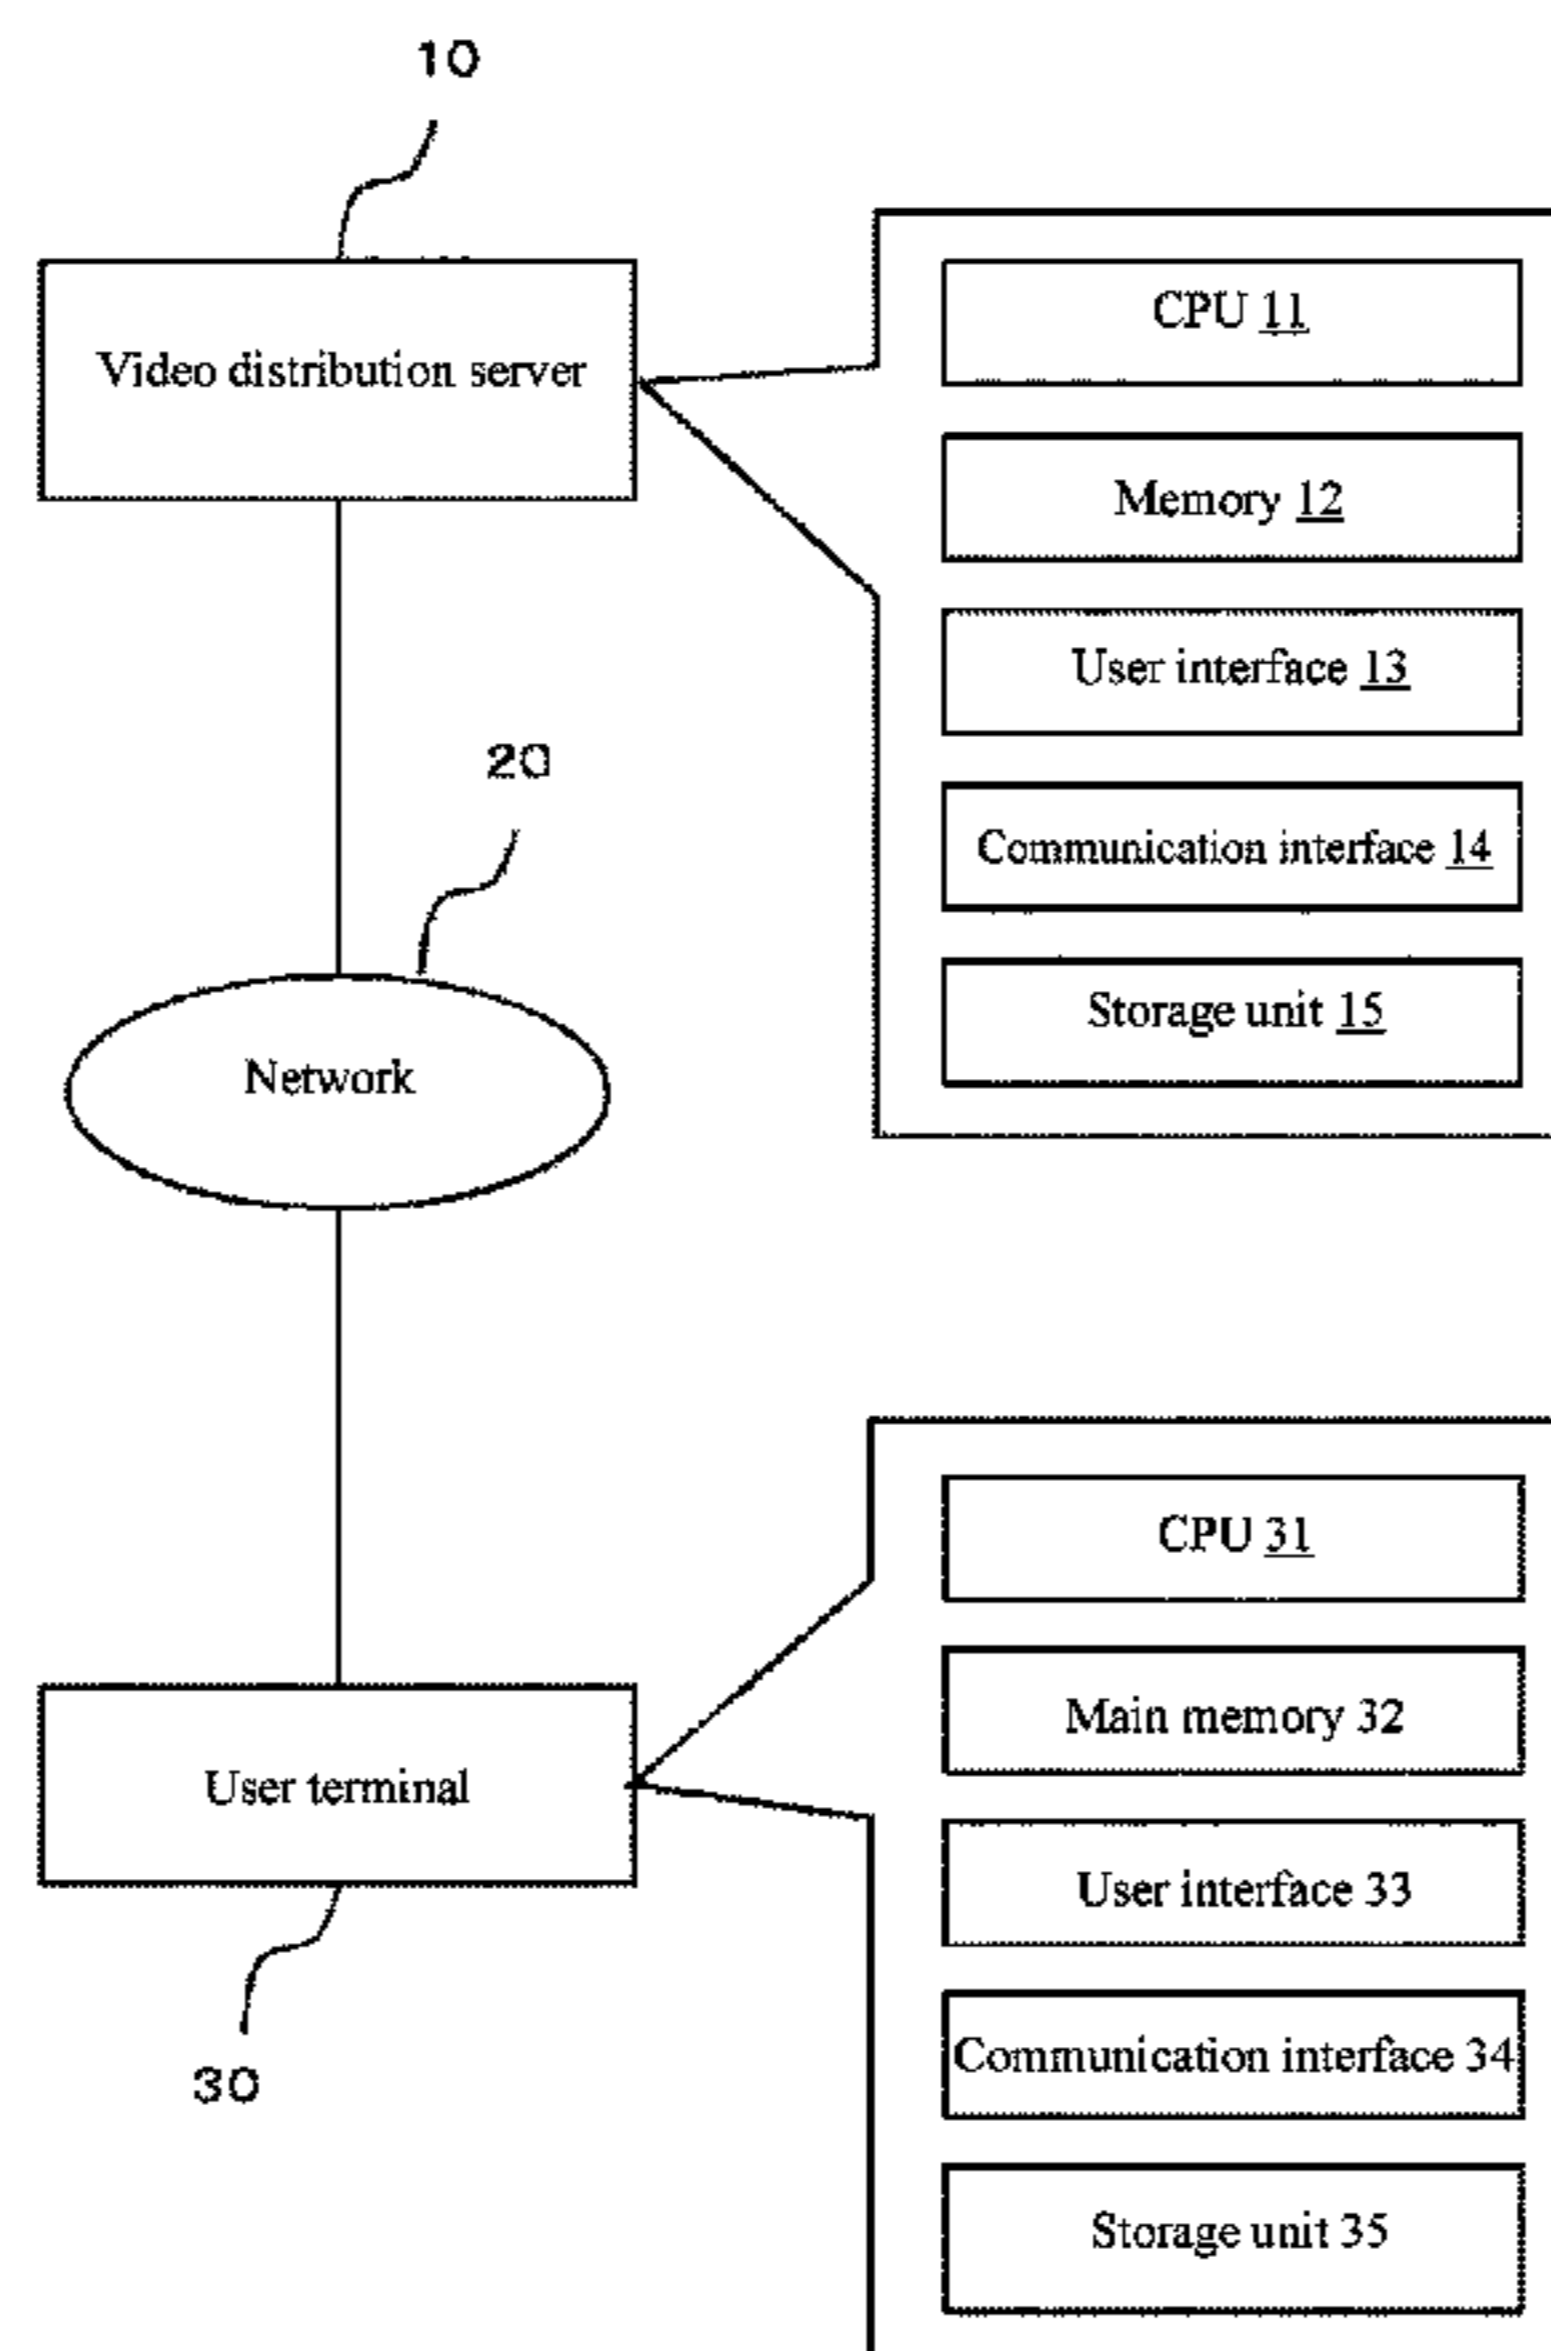 10
Video distribution server
CPU 11
Memory 12
User interface 13
Communication interface 14
Storage unit 15
20
Network
CPU 31
Main memory 32
User interface 33
Communication interface 34
Storage unit 35
User terminal
30